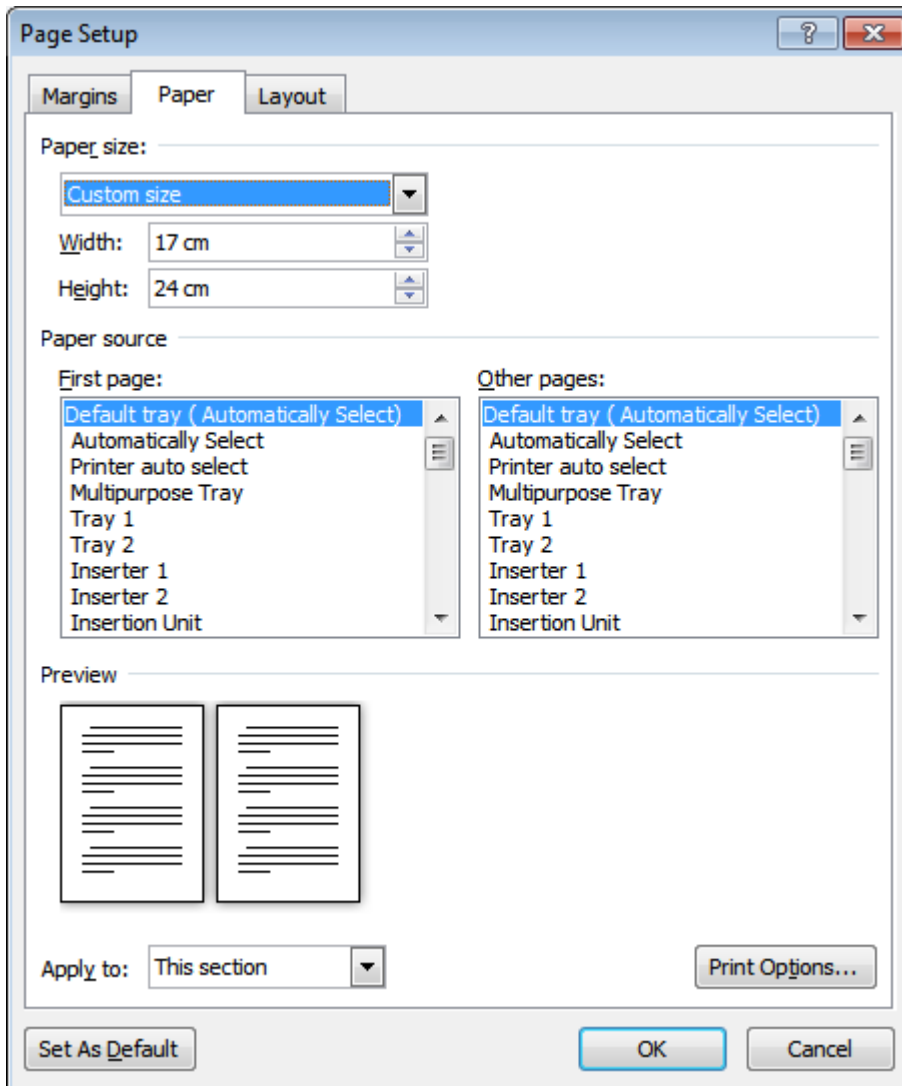 Page Setup
Margins Paper Layout
Paper size:
Custom size
Width: 17 cm
Height: 24 cm
Paper source
First page:
Default tray ( Automatically Select)
Automatically Select
Printer auto select
Multipurpose Tray
Tray 1
Tray 2
Inserter 1
Inserter 2
Insertion Unit
Other pages:
Default tray ( Automatically Select)
Automatically Select
Printer auto select
Multipurpose Tray
Tray 1
Tray 2
Inserter 1
Inserter 2
Insertion Unit
Preview
Apply to: This section
Print Options...
Set As Default OK Cancel